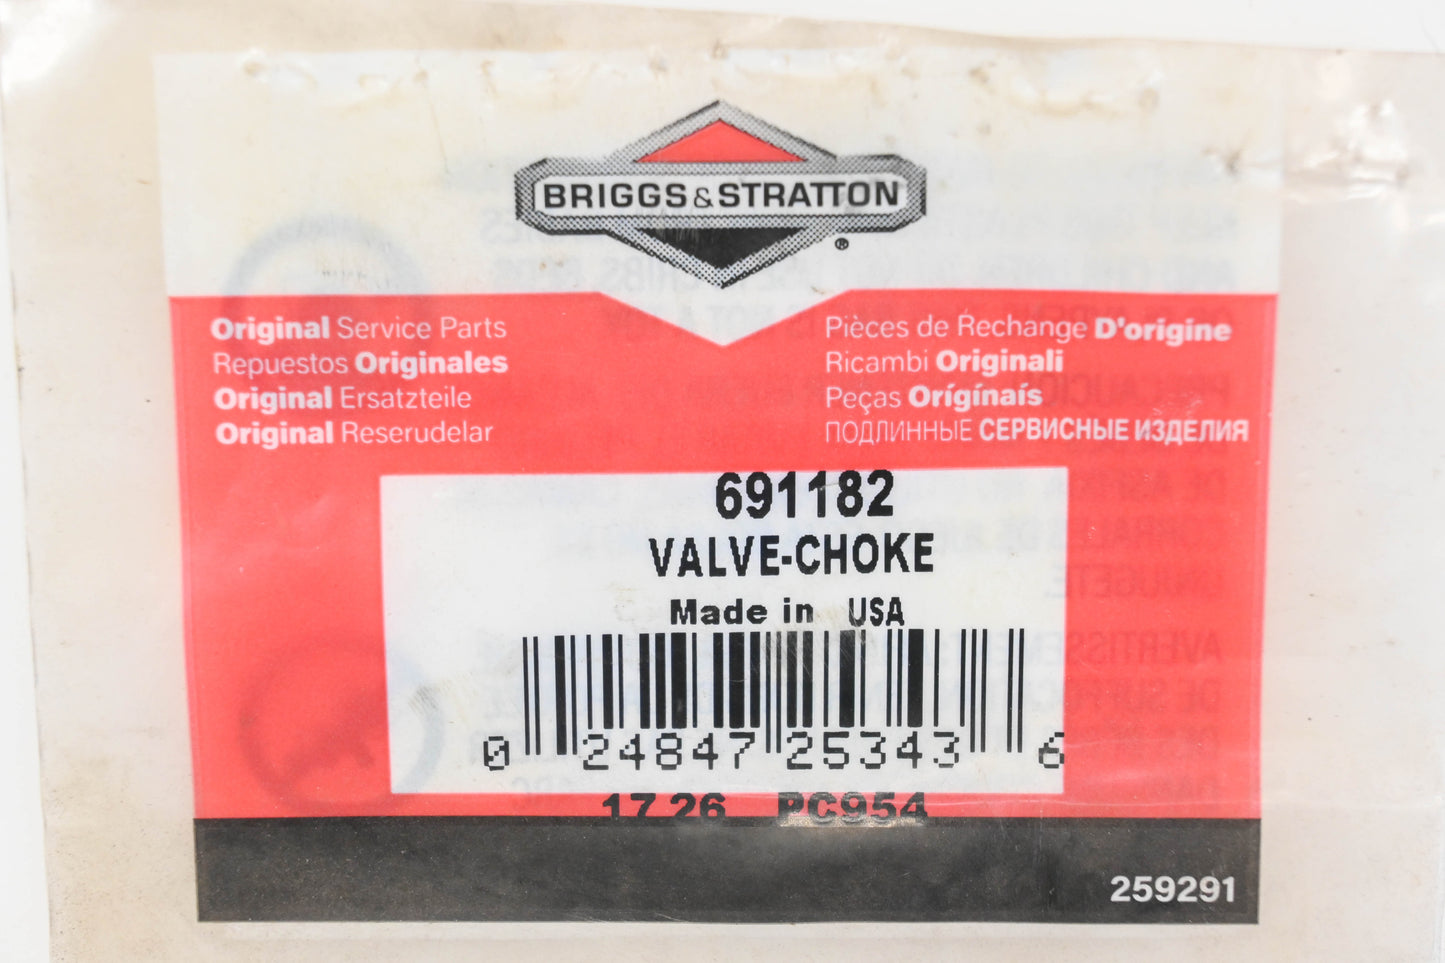 BRIGGS & STRATTON
®
Original Service Parts
Repuestos Originales
Original Ersatzteile
Original Reserudelar
Pièces de Rechange D'origine
Ricambi Originali
Peças Oríginaís
ПОДЛИННЫЕ СЕРВИСНЫЕ ИЗДЕЛИЯ
691182
VALVE-CHOKE
Made in USA
0 24847 25343 6
17.26 PC954
259291